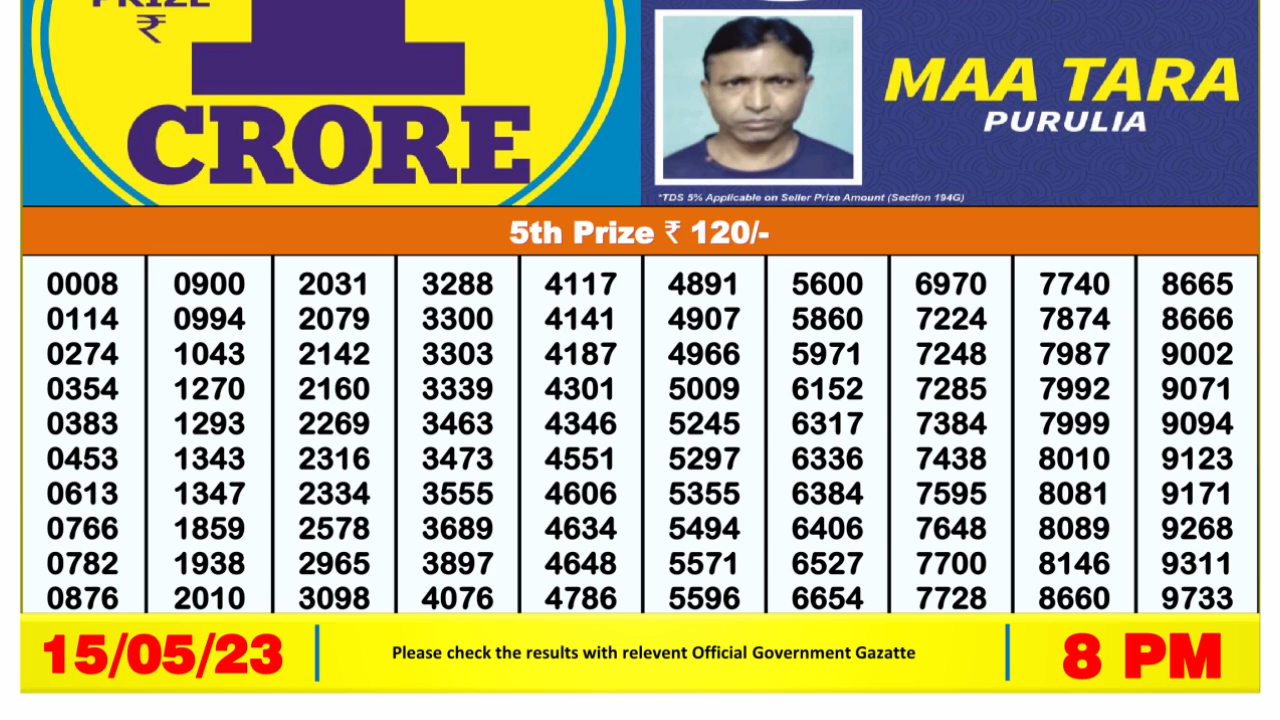 PRIZE
₹
1
CRORE
MAA TARA
PURULIA
*TDS 5% Applicable on Seller Prize Amount (Section 194G)
5th Prize ₹ 120/-
0008 0900 2031 3288 4117 4891 5600 6970 7740 8665
0114 0994 2079 3300 4141 4907 5860 7224 7874 8666
0274 1043 2142 3303 4187 4966 5971 7248 7987 9002
0354 1270 2160 3339 4301 5009 6152 7285 7992 9071
0383 1293 2269 3463 4346 5245 6317 7384 7999 9094
0453 1343 2316 3473 4551 5297 6336 7438 8010 9123
0613 1347 2334 3555 4606 5355 6384 7595 8081 9171
0766 1859 2578 3689 4634 5494 6406 7648 8089 9268
0782 1938 2965 3897 4648 5571 6527 7700 8146 9311
0876 2010 3098 4076 4786 5596 6654 7728 8660 9733
15/05/23
Please check the results with relevent Official Government Gazatte
8 PM